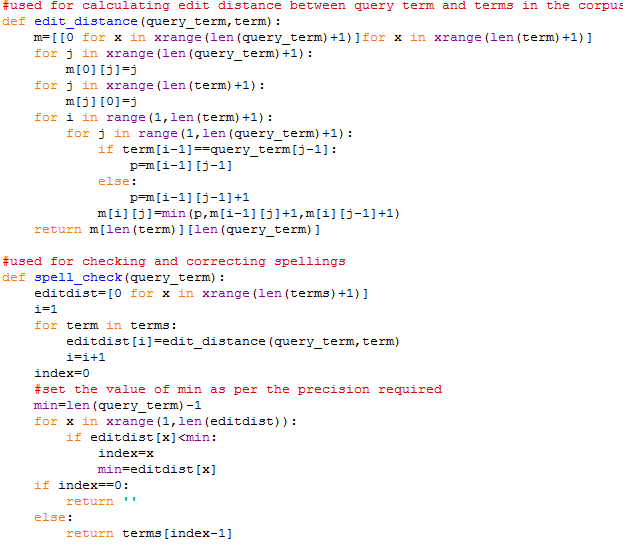 #used for calculating edit distance between query term and terms in the corpus
def edit_distance(query_term,term):
    m=[[0 for x in xrange(len(query_term)+1)]for x in xrange(len(term)+1)]
    for j in xrange(len(query_term)+1):
        m[0][j]=j
    for j in xrange(len(term)+1):
        m[j][0]=j
    for i in range(1,len(term)+1):
        for j in range(1,len(query_term)+1):
            if term[i-1]==query_term[j-1]:
                p=m[i-1][j-1]
            else:
                p=m[i-1][j-1]+1
            m[i][j]=min(p,m[i-1][j]+1,m[i][j-1]+1)
    return m[len(term)][len(query_term)]

#used for checking and correcting spellings
def spell_check(query_term):
    editdist=[0 for x in xrange(len(terms)+1)]
    i=1
    for term in terms:
        editdist[i]=edit_distance(query_term,term)
        i=i+1
    index=0
    #set the value of min as per the precision required
    min=len(query_term)-1
    for x in xrange(1,len(editdist)):
        if editdist[x]<min:
            index=x
            min=editdist[x]
    if index==0:
        return ''
    else:
        return terms[index-1]